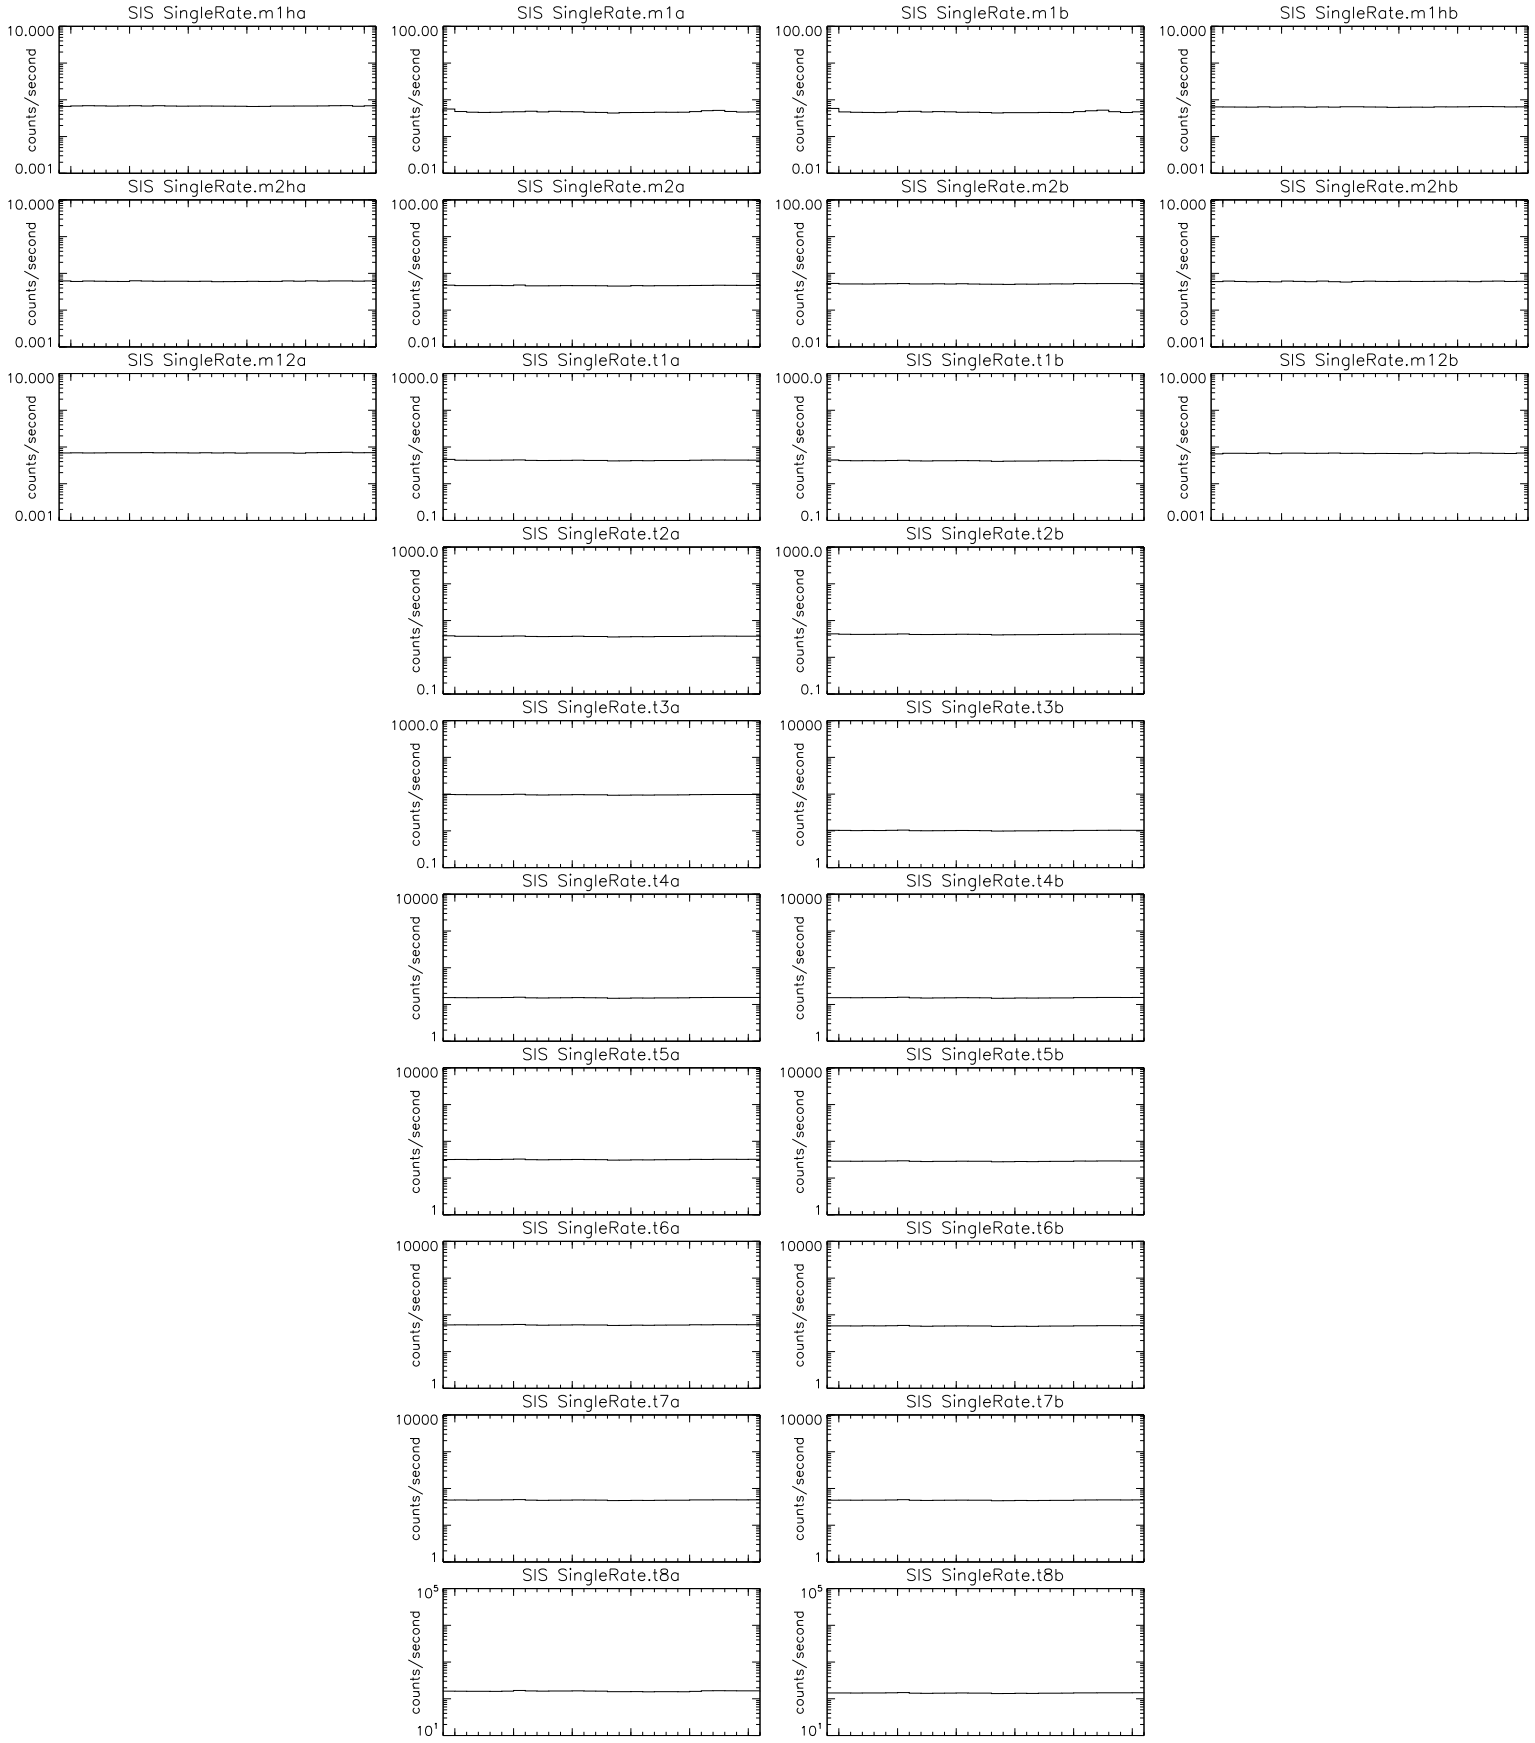 SIS SingleRate.m1ha
10.000
counts/second
0.001
SIS SingleRate.m1a
100.00
counts/second
0.01
SIS SingleRate.m1b
100.00
counts/second
0.01
SIS SingleRate.m1hb
10.000
counts/second
0.001
SIS SingleRate.m2ha
10.000
counts/second
0.001
SIS SingleRate.m2a
100.00
counts/second
0.01
SIS SingleRate.m2b
100.00
counts/second
0.01
SIS SingleRate.m2hb
10.000
counts/second
0.001
SIS SingleRate.m12a
10.000
counts/second
0.001
SIS SingleRate.t1a
1000.0
counts/second
0.1
SIS SingleRate.t1b
1000.0
counts/second
0.1
SIS SingleRate.m12b
10.000
counts/second
0.001
SIS SingleRate.t2a
1000.0
counts/second
0.1
SIS SingleRate.t2b
1000.0
counts/second
0.1
SIS SingleRate.t3a
1000.0
counts/second
0.1
SIS SingleRate.t3b
10000
counts/second
1
SIS SingleRate.t4a
10000
counts/second
1
SIS SingleRate.t4b
10000
counts/second
1
SIS SingleRate.t5a
10000
counts/second
1
SIS SingleRate.t5b
10000
counts/second
1
SIS SingleRate.t6a
10000
counts/second
1
SIS SingleRate.t6b
10000
counts/second
1
SIS SingleRate.t7a
10000
counts/second
1
SIS SingleRate.t7b
10000
counts/second
1
SIS SingleRate.t8a
10⁵
counts/second
10¹
SIS SingleRate.t8b
10⁵
counts/second
10¹